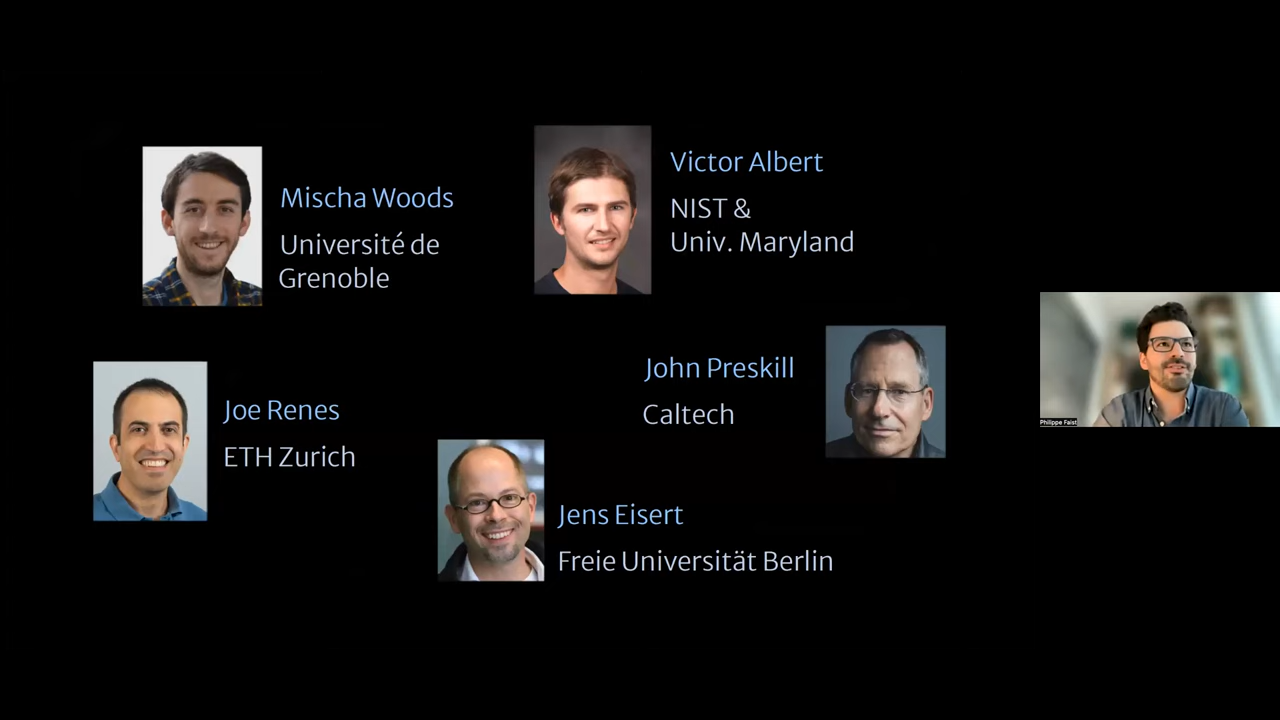 Mischa Woods
Université de
Grenoble
Victor Albert
NIST &
Univ. Maryland
Joe Renes
ETH Zurich
John Preskill
Caltech
Jens Eisert
Freie Universität Berlin
Philippe Faist